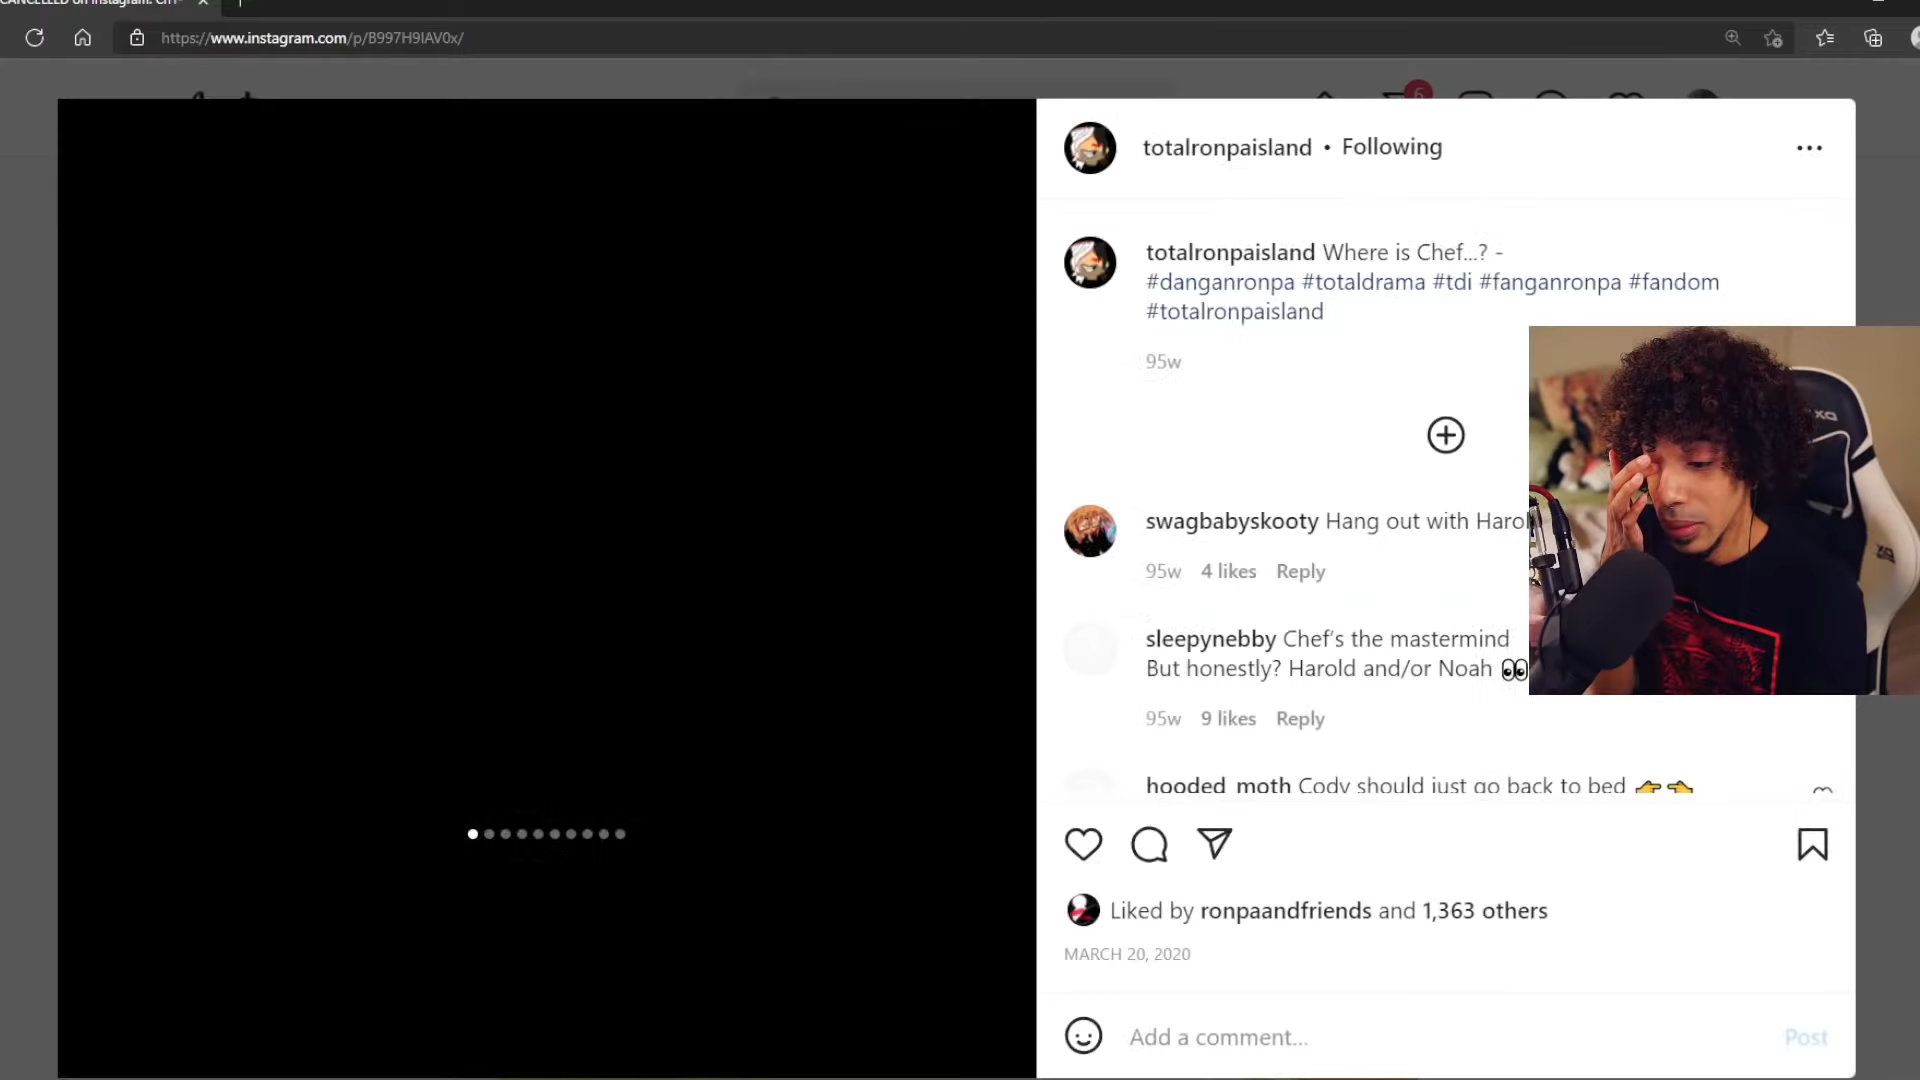 https://www.instagram.com/p/B997H9IAV0x/
6
totalronpaisland • Following
totalronpaisland Where is Chef...? -
#danganronpa #totaldrama #tdi #fanganronpa #fandom
#totalronpaisland
95w
swagbabyskooty Hang out with
95w 4 likes Reply
sleepynebby Chef's the mastermind
But honestly? Harold and/or Noah 👀
95w 9 likes Reply
hooded_moth Cody should just go back to bed 👉👈
Liked by ronpaandfriends and 1,363 others
MARCH 20, 2020
Add a comment...
Post